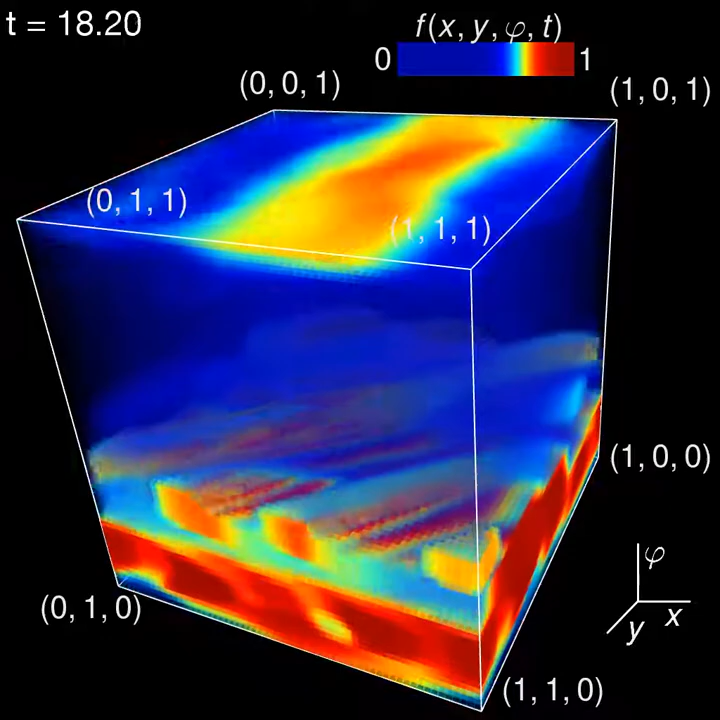 t = 18.20
f(x, y, φ, t)
0 1
(0, 0, 1)
(1, 0, 1)
(0, 1, 1)
(1, 1, 1)
(1, 0, 0)
φ
x
y
(0, 1, 0)
(1, 1, 0)